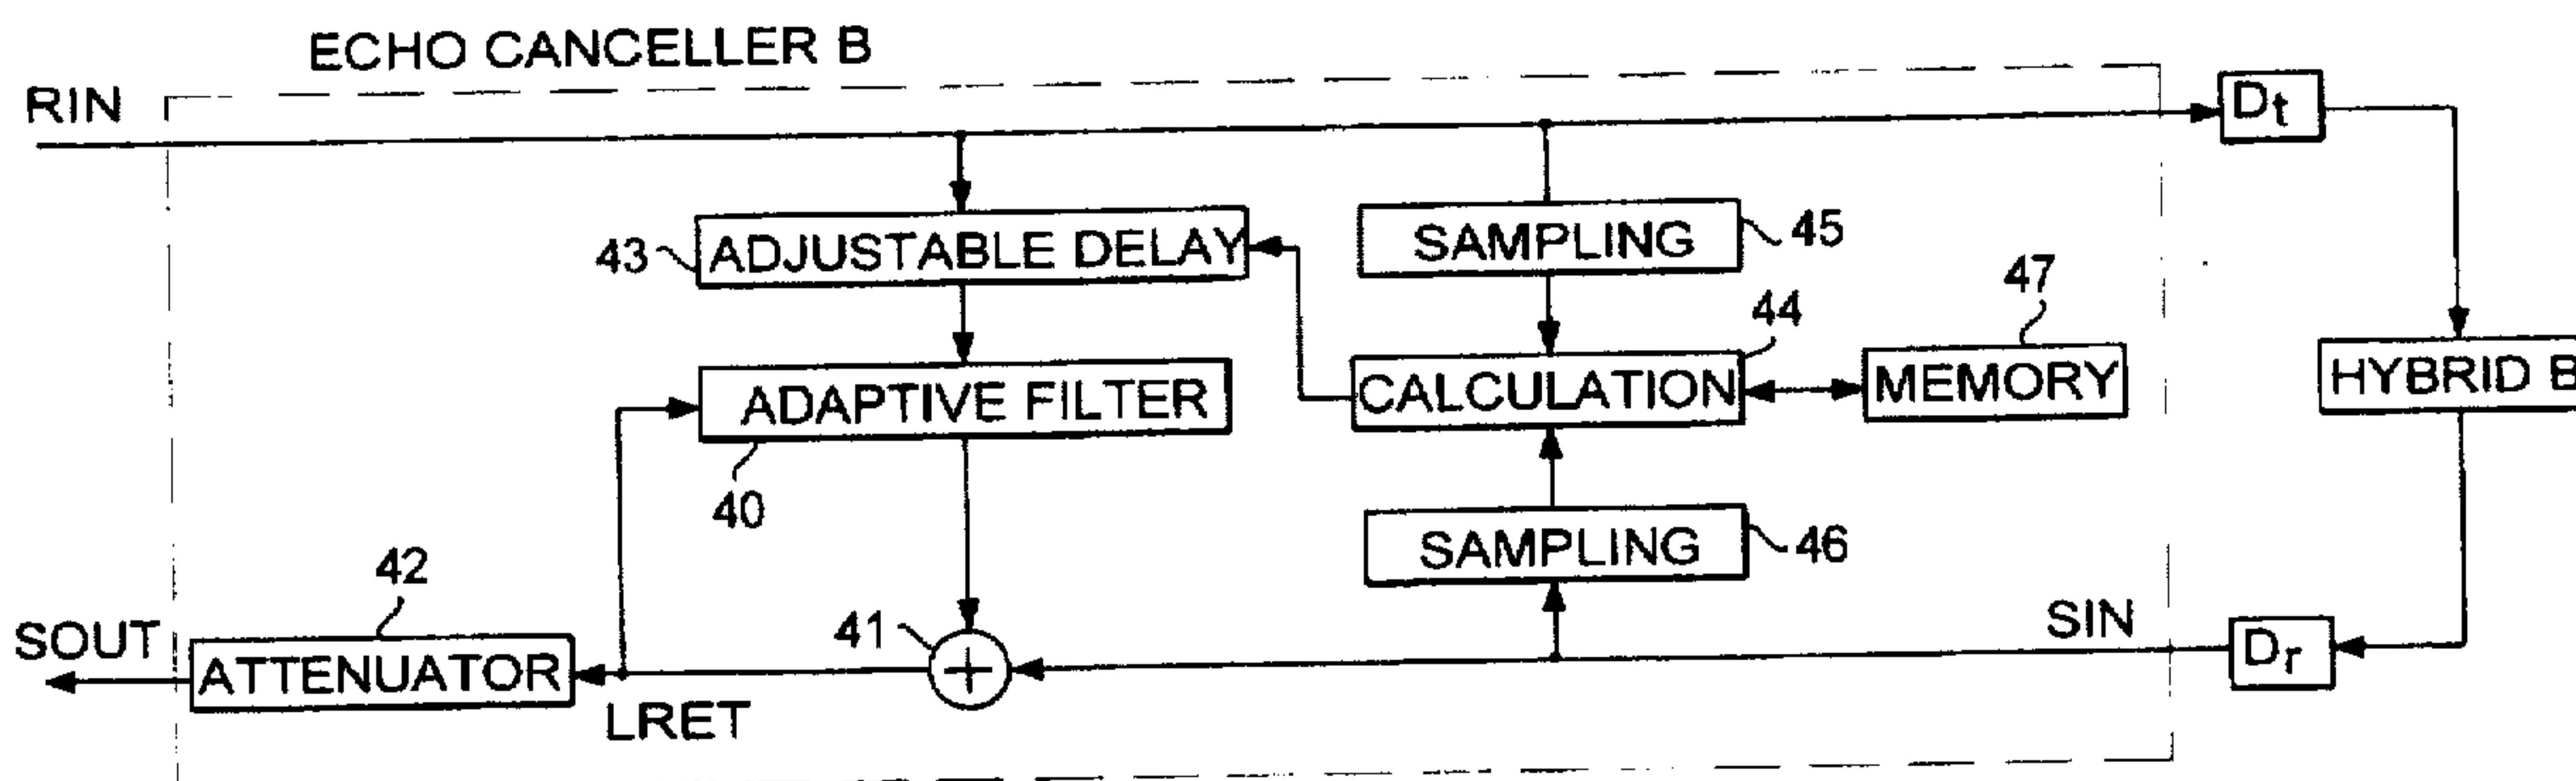 ECHO CANCELLER B
RIN
Dt
43
ADJUSTABLE DELAY
SAMPLING
45
47
44
ADAPTIVE FILTER
CALCULATION
MEMORY
HYBRID B
40
SAMPLING
46
42
41
SIN
SOUT
ATTENUATOR
+
Dr
LRET